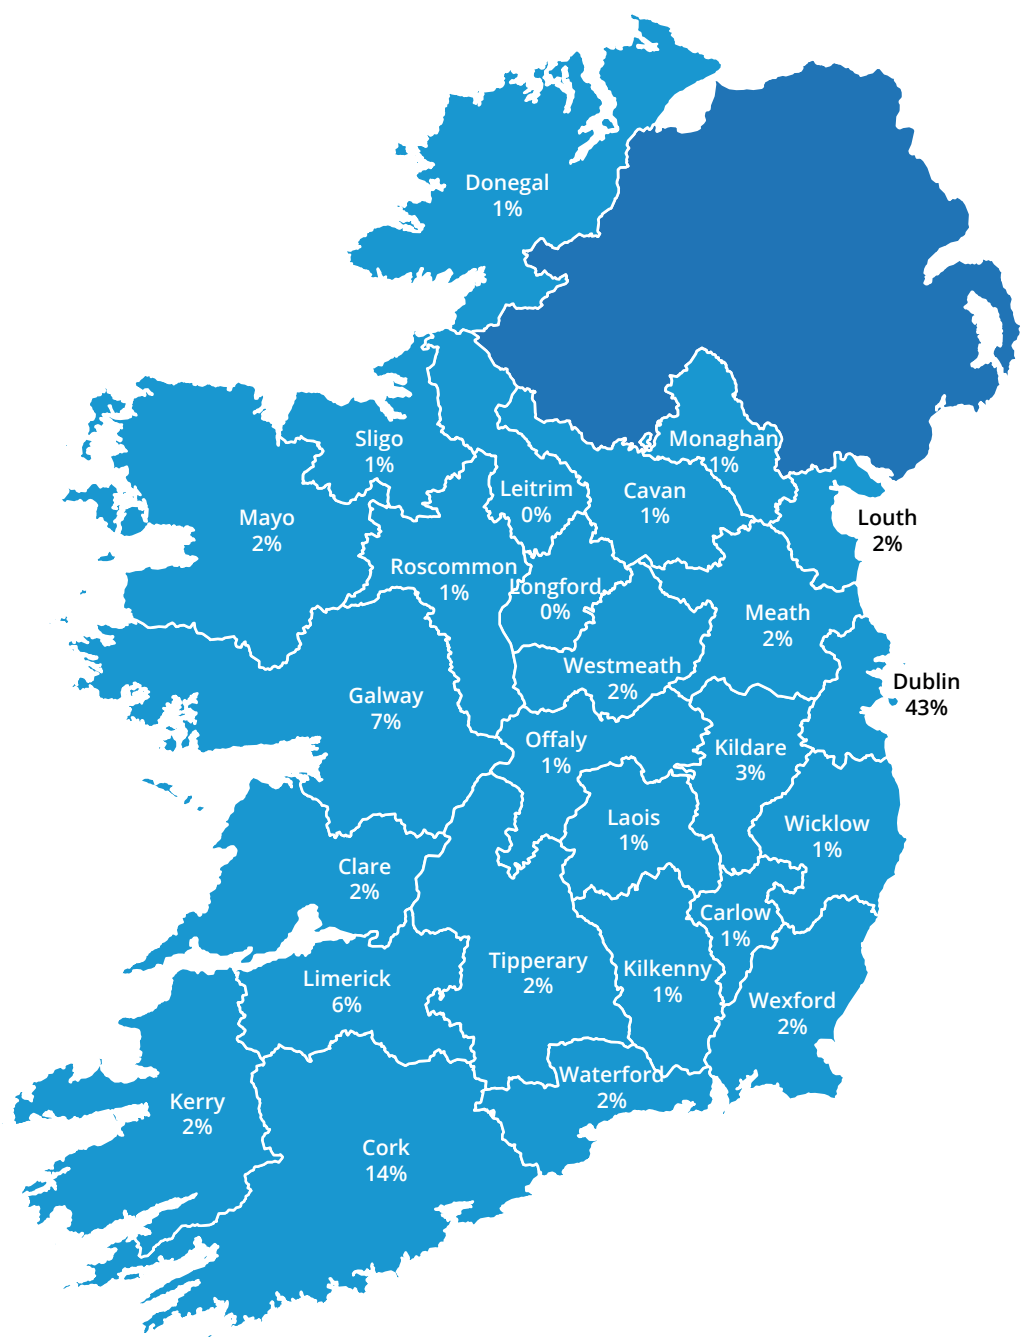 Donegal
1%
Sligo
1%
Monaghan
1%
Leitrim
0%
Cavan
1%
Mayo
2%
Louth
2%
Roscommon
1%
Longford
0%
Meath
2%
Westmeath
2%
Dublin
43%
Galway
7%
Offaly
1%
Kildare
3%
Laois
1%
Wicklow
1%
Clare
2%
Carlow
1%
Tipperary
2%
Kilkenny
1%
Limerick
6%
Wexford
2%
Waterford
2%
Kerry
2%
Cork
14%